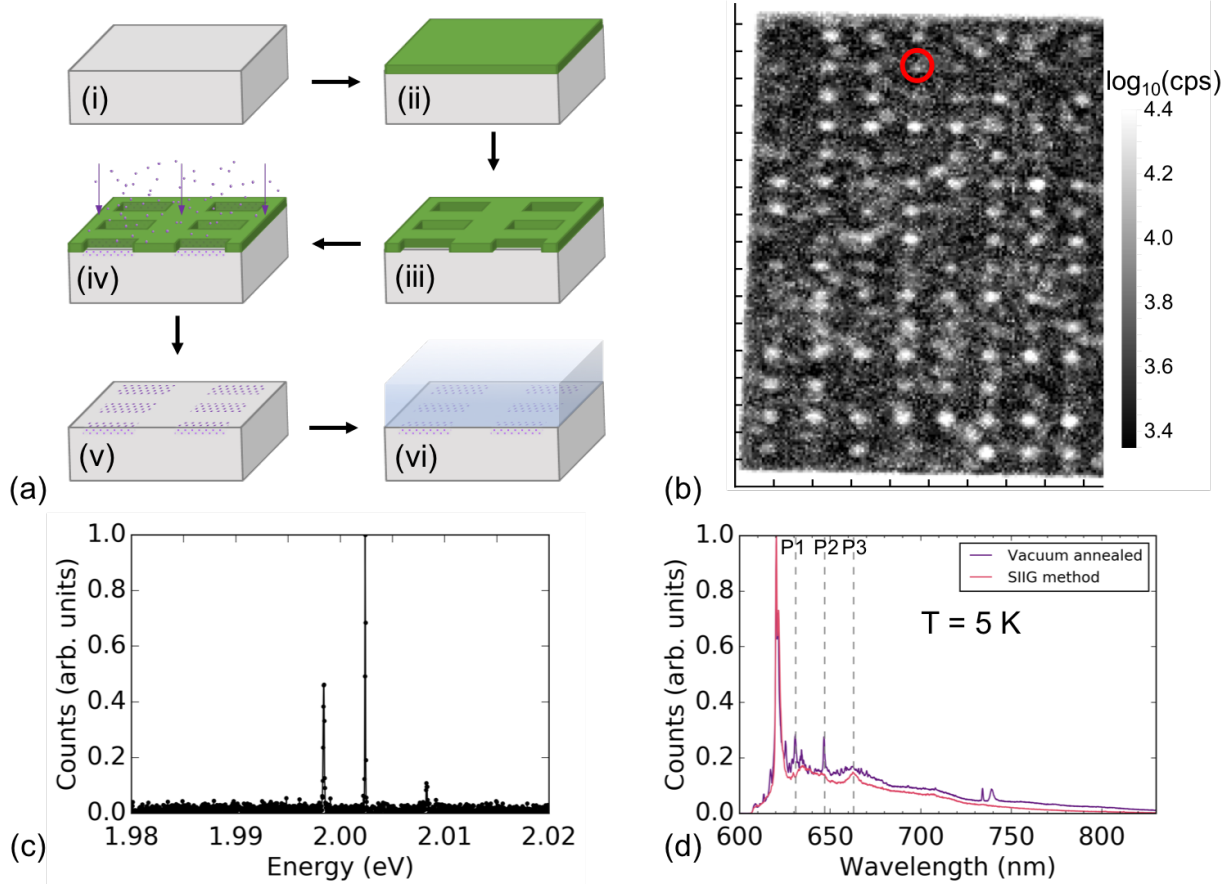 (i)
(ii)
(iv)
(iii)
(v)
(vi)
(a)
log₁₀(cps)
4.4
4.2
4.0
3.8
3.6
3.4
(b)
Counts (arb. units)
1.0
0.8
0.6
0.4
0.2
0.0
1.98 1.99 2.00 2.01 2.02
Energy (eV)
(c)
Counts (arb. units)
1.0
0.8
0.6
0.4
0.2
0.0
P1 P2 P3
Vacuum annealed
SIIG method
T = 5 K
600 650 700 750 800
Wavelength (nm)
(d)